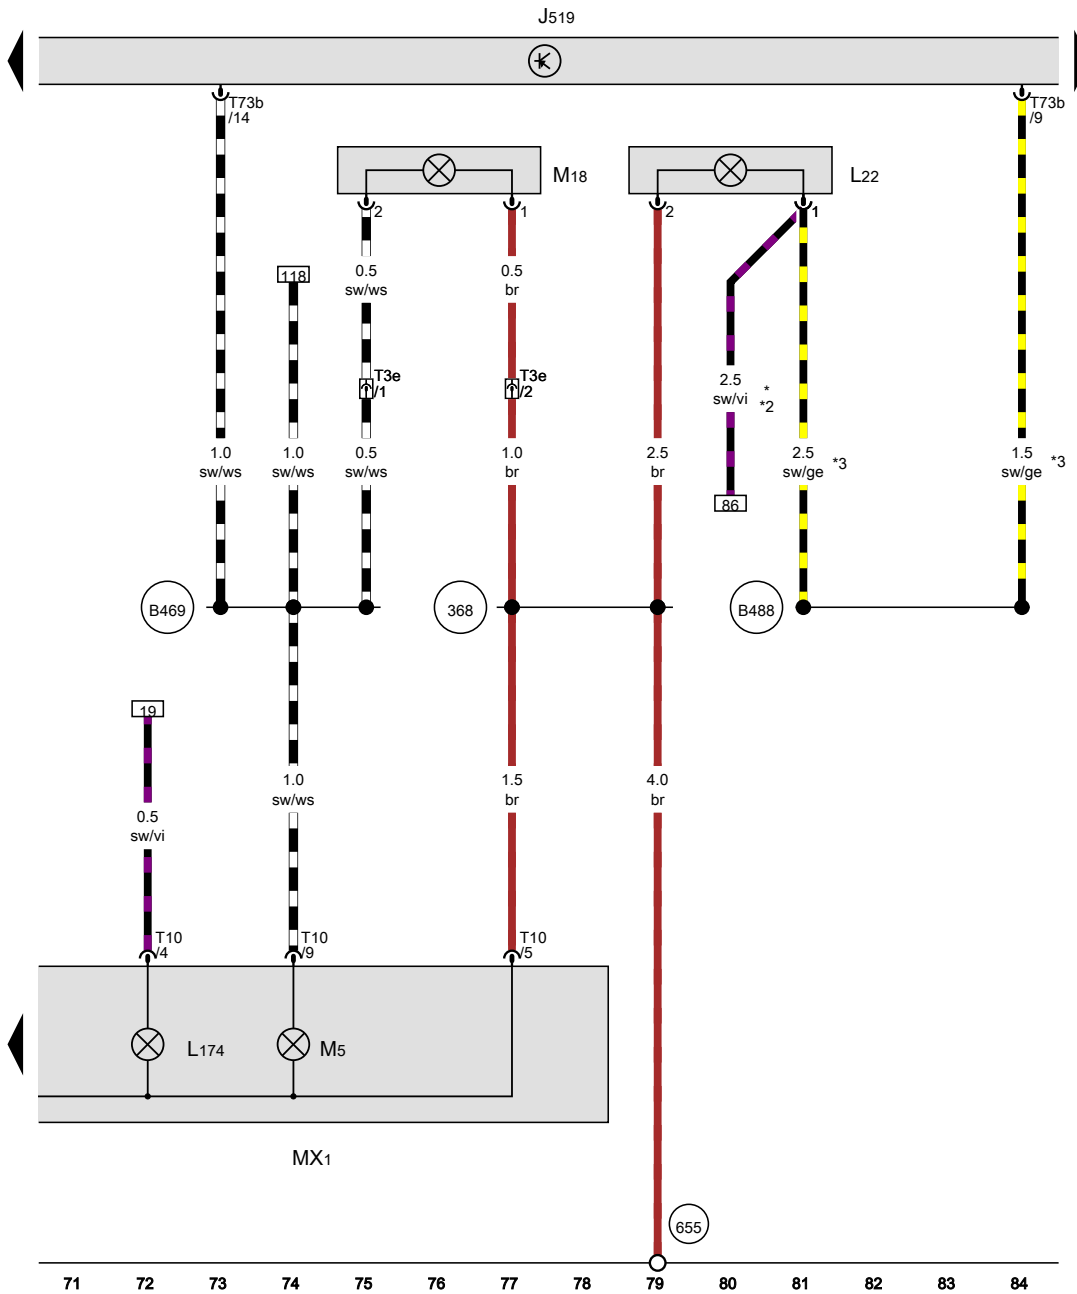 J519
T73b
/14
T73b
/9
M18
L22
2
1
2
1
118
0.5
sw/ws
0.5
br
T3e
/1
T3e
/2
2.5
sw/vi
*
*2
1.0
sw/ws
1.0
sw/ws
0.5
sw/ws
1.0
br
2.5
br
2.5
sw/ge
*3
1.5
sw/ge
*3
86
B469
368
B488
19
1.0
sw/ws
1.5
br
4.0
br
0.5
sw/vi
T10
/4
T10
/9
T10
/5
L174
M5
MX1
655
71 72 73 74 75 76 77 78 79 80 81 82 83 84